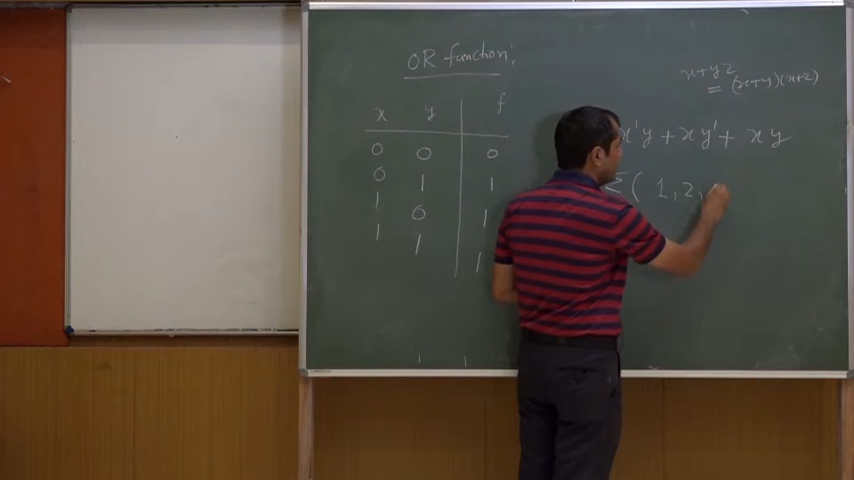 OR function:
x y f
0 0 0
0 1 1
1 0 1
1 1 1
x+yz
= (x+y)(x+z)
x'y + xy' + xy
Σ( 1, 2,